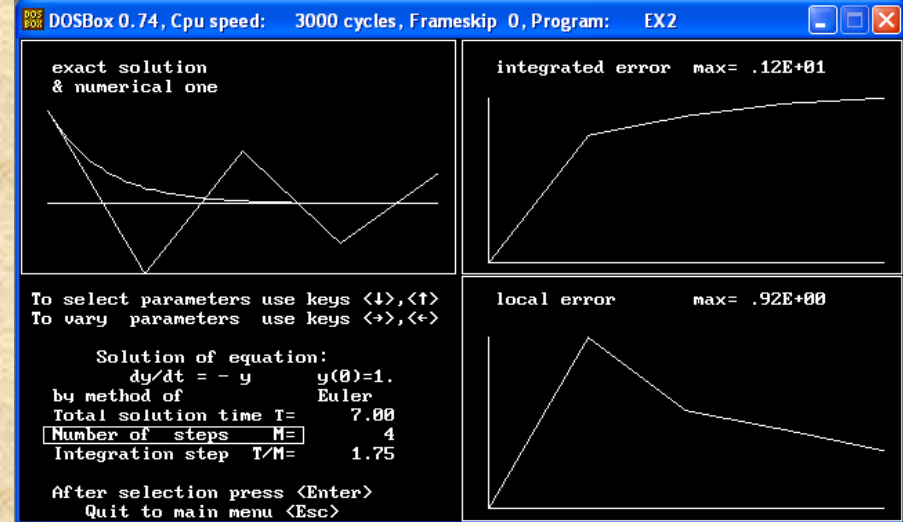 DOSBox 0.74, Cpu speed: 3000 cycles, Frameskip 0, Program: EX2
exact solution
& numerical one
integrated error max= .12E+01
To select parameters use keys <↓>,<↑>
To vary parameters use keys <→>,<←>
Solution of equation:
dy/dt = - y y(0)=1.
by method of Euler
Total solution time T= 7.00
Number of steps M= 4
Integration step T/M= 1.75
After selection press <Enter>
Quit to main menu <Esc>
local error max= .92E+00